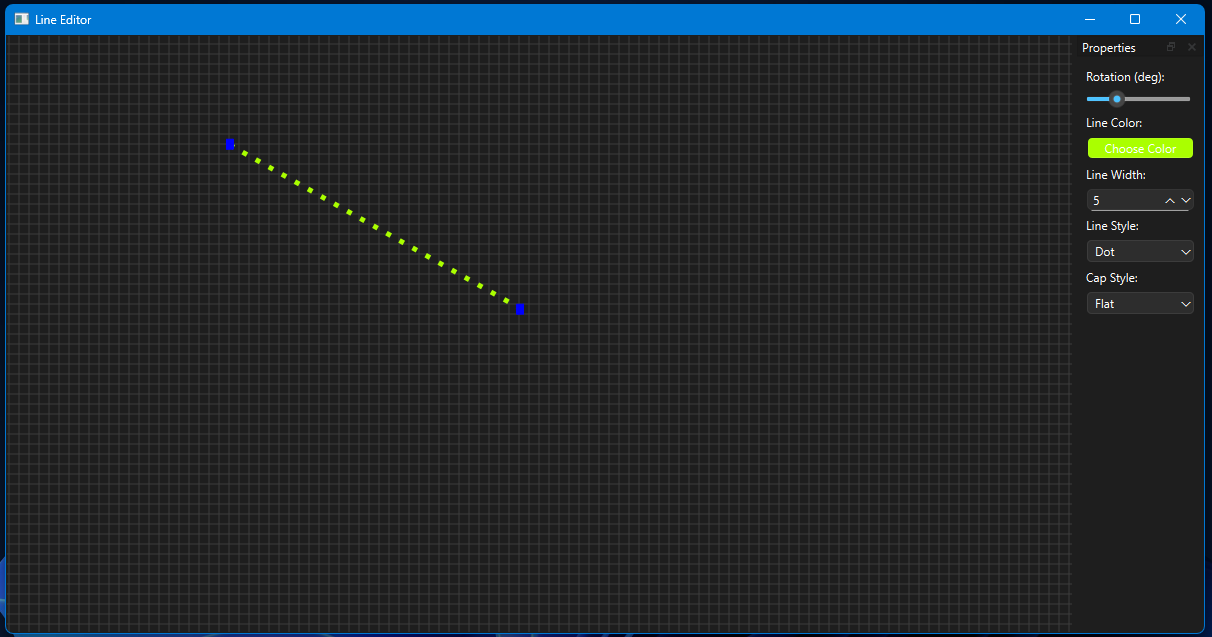 Line Editor
Properties
Rotation (deg):
Line Color:
Choose Color
Line Width:
5
Line Style:
Dot
Cap Style:
Flat